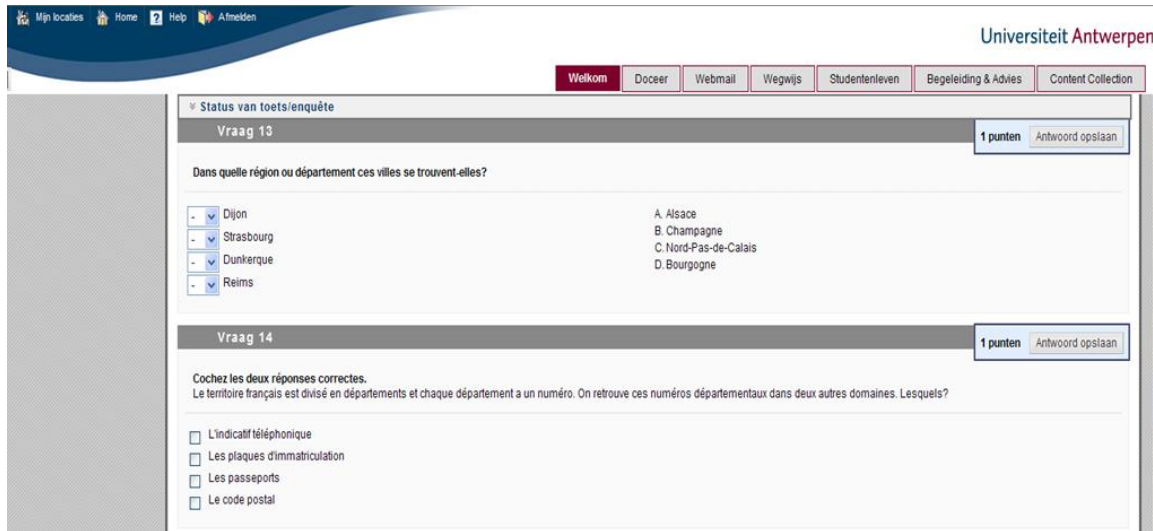 Mijn locaties Home ? Help Afmelden
Universiteit Antwerpen
Welkom Doceer Webmail Wegwijs Studentenleven Begeleiding & Advies Content Collection
Status van toets/enquête
Vraag 13
1 punten Antwoord opslaan
Dans quelle région ou département ces villes se trouvent-elles?
- Dijon
- Strasbourg
- Dunkerque
- Reims
A. Alsace
B. Champagne
C. Nord-Pas-de-Calais
D. Bourgogne
Vraag 14
1 punten Antwoord opslaan
Cochez les deux réponses correctes.
Le territoire français est divisé en départements et chaque département a un numéro. On retrouve ces numéros départementaux dans deux autres domaines. Lesquels?
L'indicatif téléphonique
Les plaques d'immatriculation
Les passeports
Le code postal